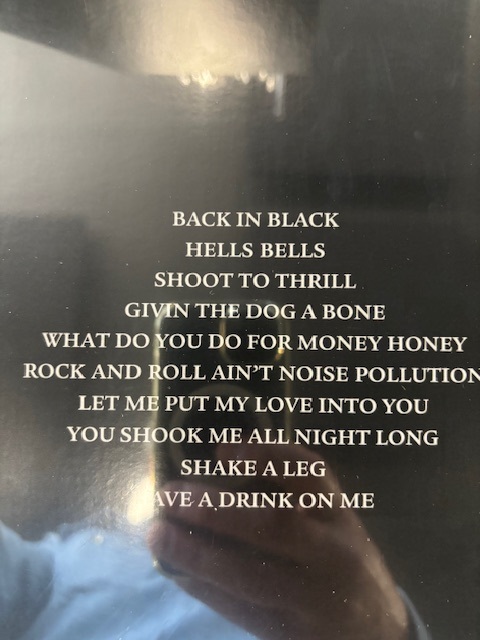 BACK IN BLACK
HELLS BELLS
SHOOT TO THRILL
GIVIN THE DOG A BONE
WHAT DO YOU DO FOR MONEY HONEY
ROCK AND ROLL AIN'T NOISE POLLUTION
LET ME PUT MY LOVE INTO YOU
YOU SHOOK ME ALL NIGHT LONG
SHAKE A LEG
AVE A DRINK ON ME